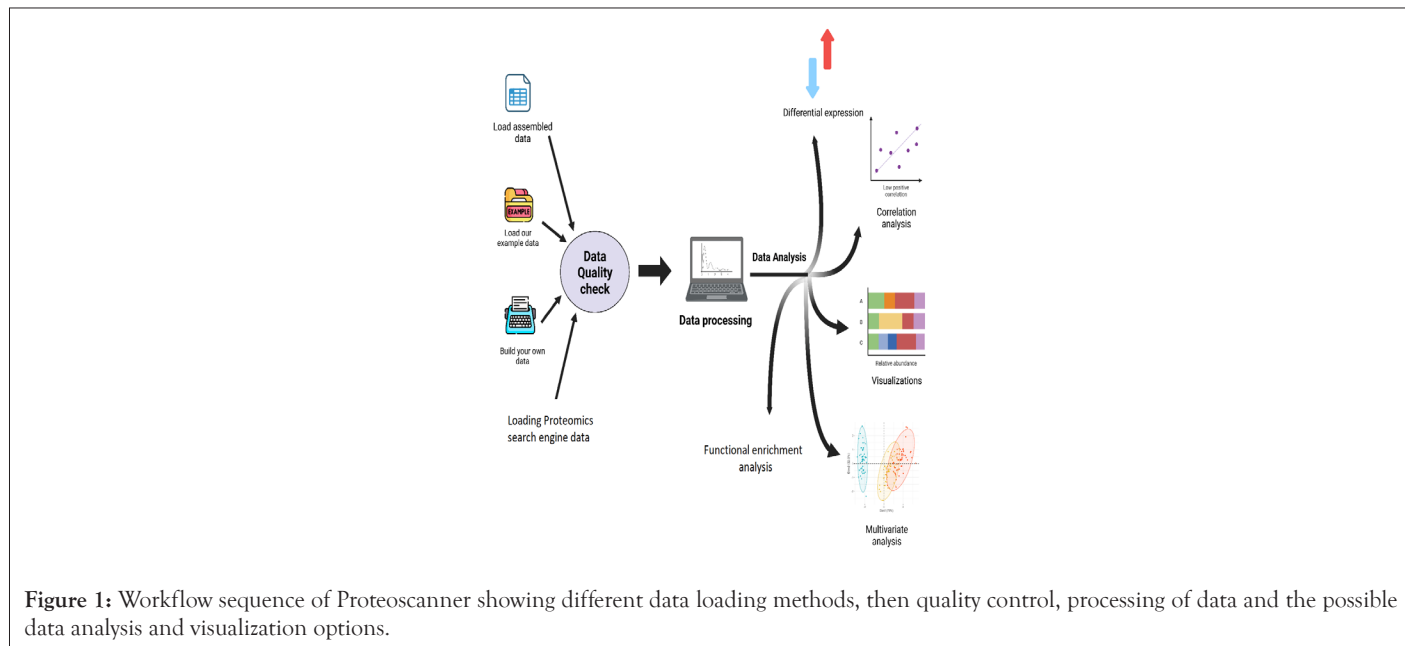 Load assembled
data
EXAMPLE
Load our
example data
Build your own
data
Loading Proteomics
search engine data
Data
Quality
check
Data processing
Data Analysis
Differential expression
Low positive
correlation
Correlation
analysis
A
B
C
Relative abundance
Visualizations
Functional enrichment
analysis
Multivariate
analysis
Figure 1: Workflow sequence of Proteoscanner showing different data loading methods, then quality control, processing of data and the possible
data analysis and visualization options.